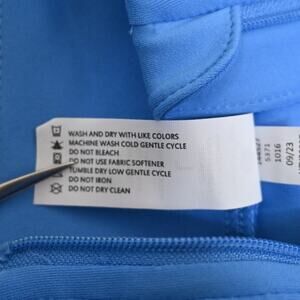 WASH AND DRY WITH LIKE COLORS
MACHINE WASH COLD GENTLE CYCLE
DO NOT BLEACH
DO NOT USE FABRIC SOFTENER
TUMBLE DRY LOW GENTLE CYCLE
DO NOT IRON
DO NOT DRY CLEAN
5371
1016
09/23